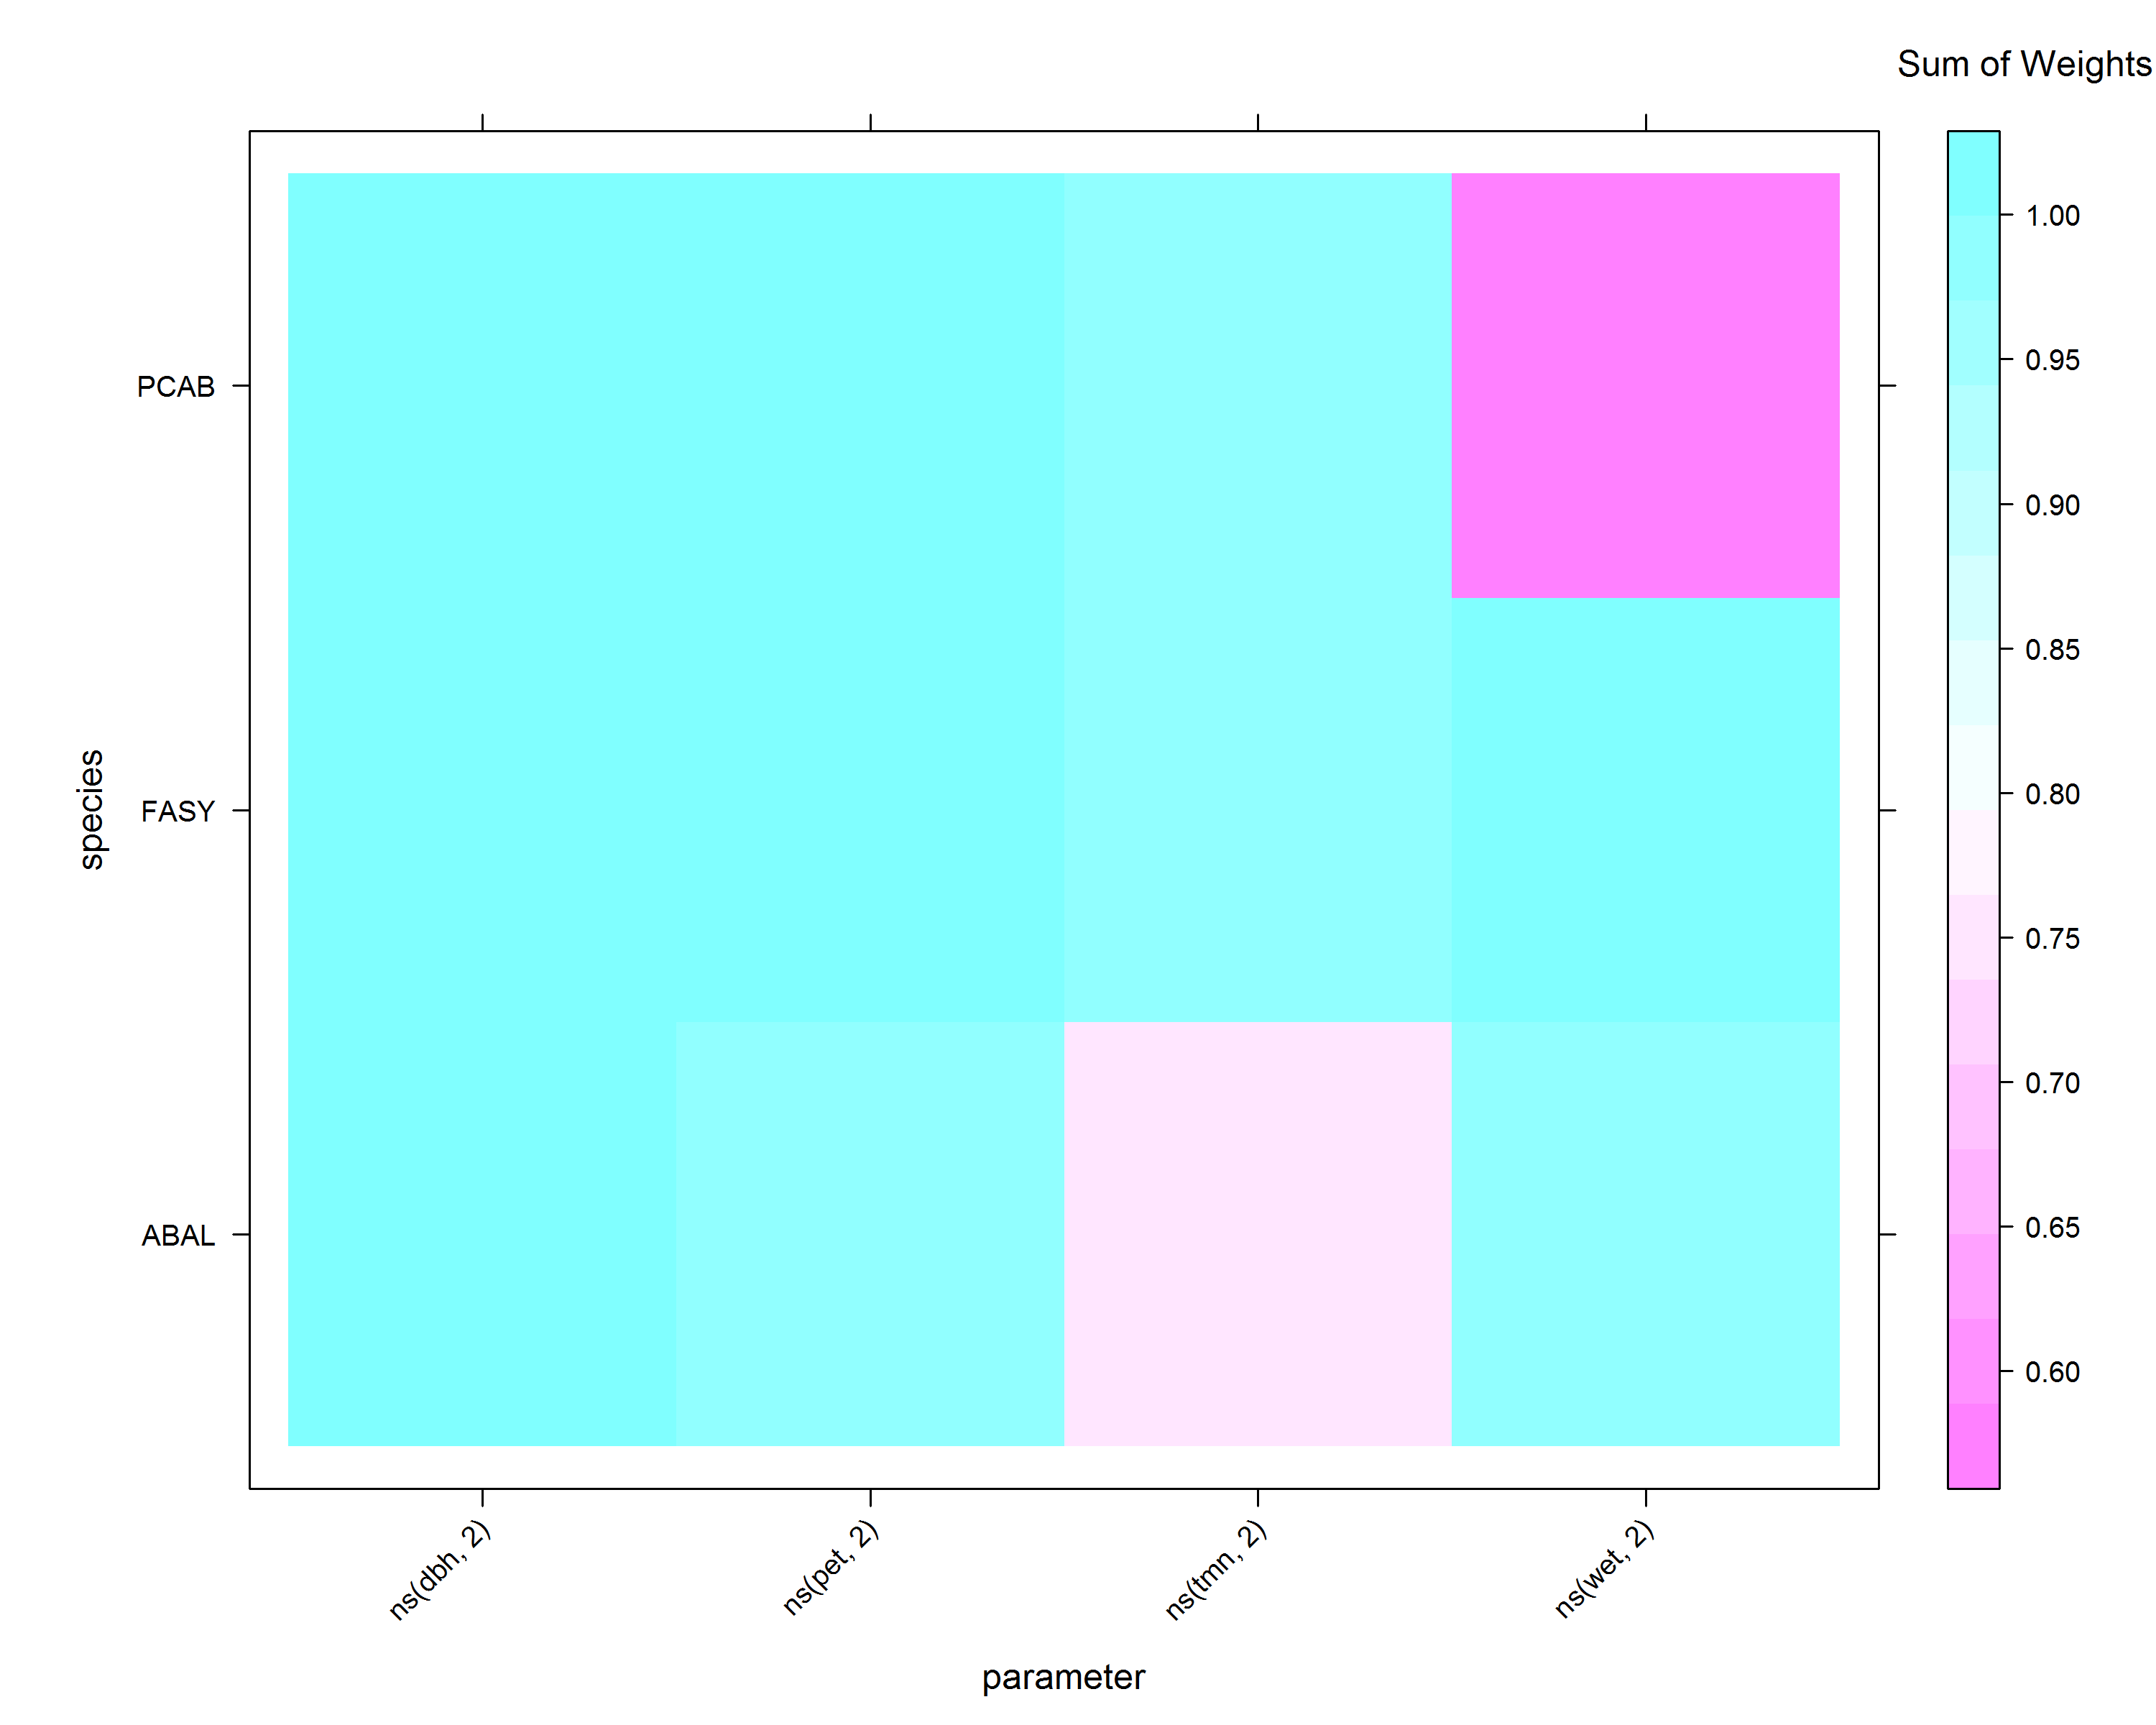 Sum of Weights
1.00
0.95
0.90
0.85
0.80
0.75
0.70
0.65
0.60
species
PCAB
FASY
ABAL
ns(dbh, 2)
ns(pet, 2)
ns(tmn, 2)
ns(wet, 2)
parameter